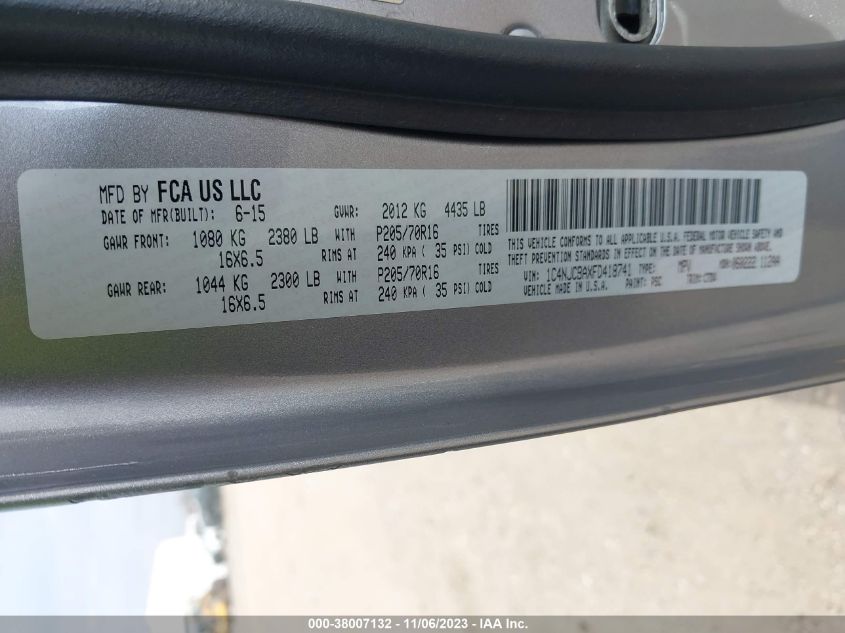 MFD BY FCA US LLC
DATE OF MFR(BUILT): 6-15 GVWR: 2012 KG 4435 LB
GAWR FRONT: 1080 KG 2380 LB WITH P205/70R16 TIRES
16X6.5 RIMS AT 240 KPA ( 35 PSI) COLD
GAWR REAR: 1044 KG 2300 LB WITH P205/70R16 TIRES
16X6.5 RIMS AT 240 KPA ( 35 PSI) COLD
THIS VEHICLE CONFORMS TO ALL APPLICABLE U.S.A. FEDERAL MOTOR VEHICLE SAFETY AND
THEFT PREVENTION STANDARDS IN EFFECT ON THE DATE OF MANUFACTURE SHOWN ABOVE.
VIN: 1C4NJCBAXFD418741 TYPE: MPV MDH:
VEHICLE MADE IN U.S.A. PAINT: PSC TRIM:
000-38007132 - 11/06/2023 - IAA Inc.